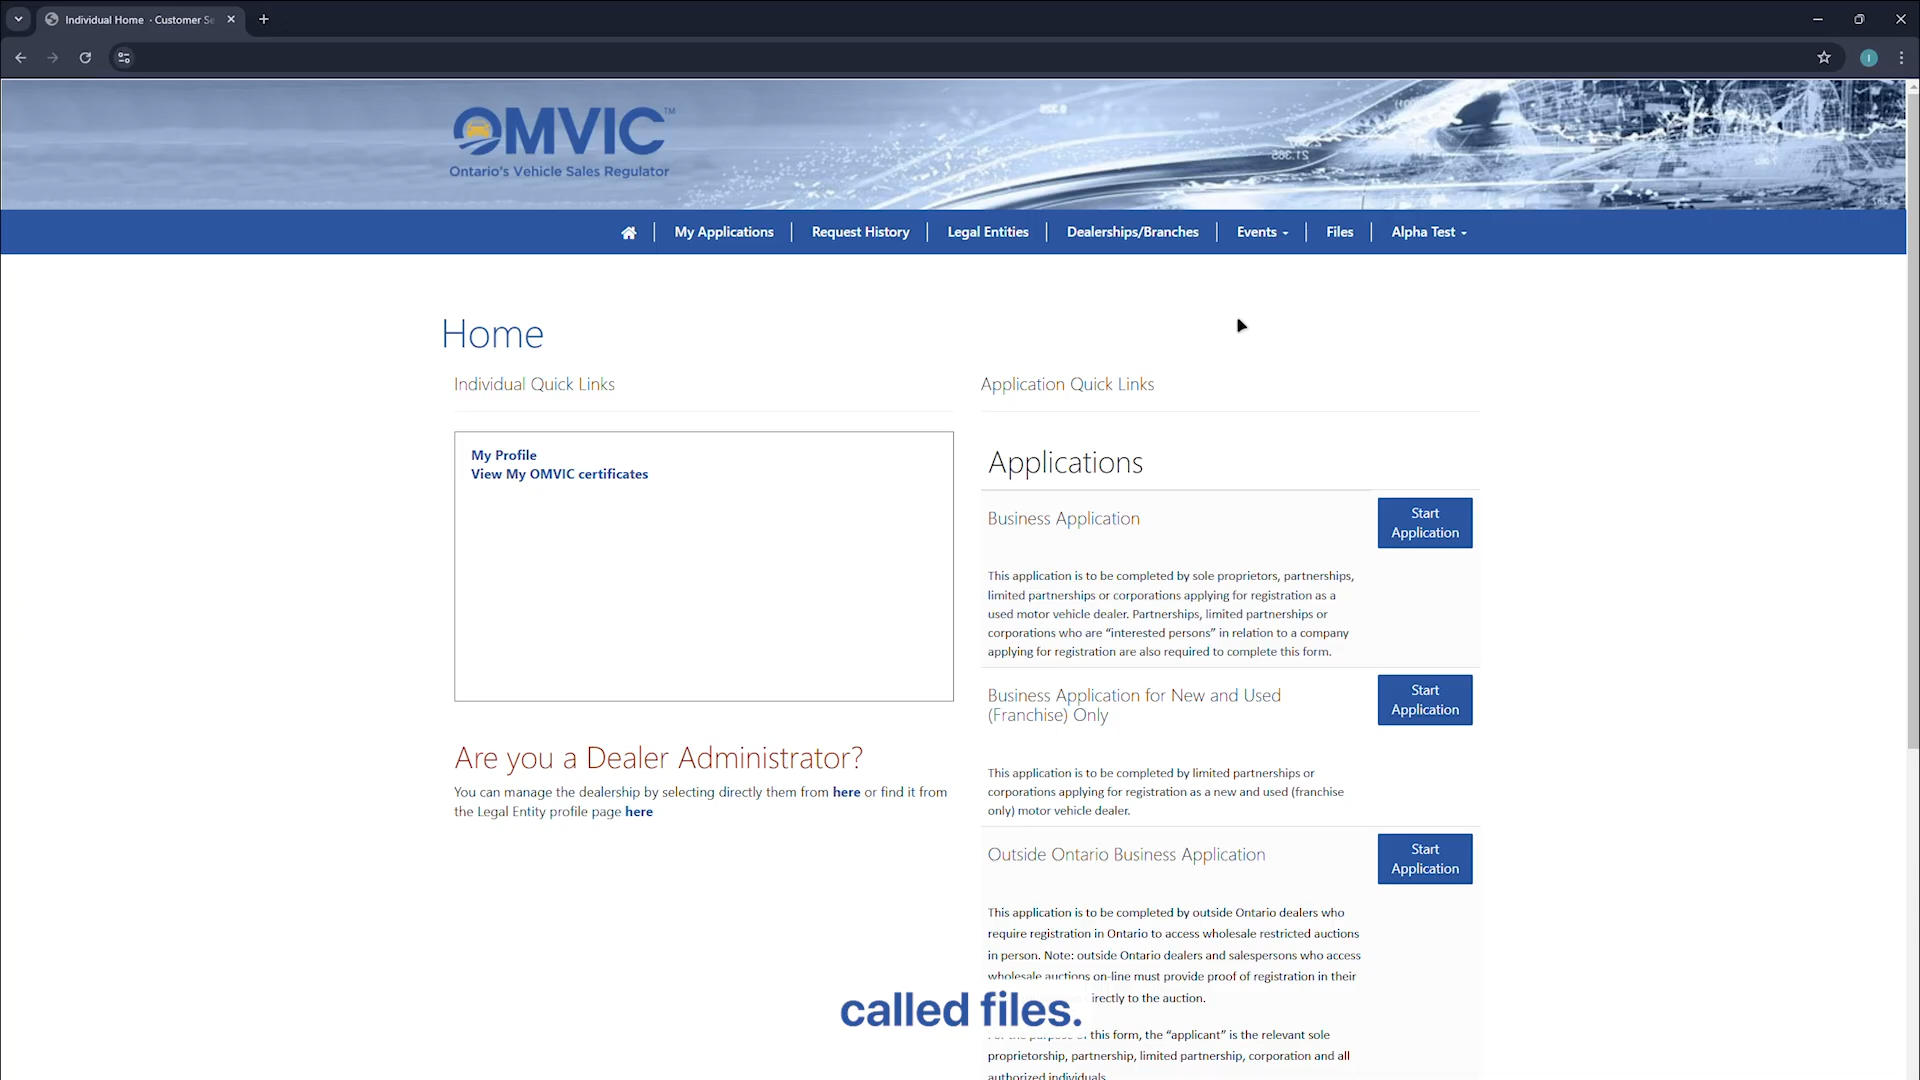 Individual Home · Customer Se
OMVIC™
Ontario's Vehicle Sales Regulator
My Applications
Request History
Legal Entities
Dealerships/Branches
Events
Files
Alpha Test
Home
Individual Quick Links
My Profile
View My OMVIC certificates
Are you a Dealer Administrator?
You can manage the dealership by selecting directly them from here or find it from
the Legal Entity profile page here
Application Quick Links
Applications
Business Application
Start
Application
This application is to be completed by sole proprietors, partnerships,
limited partnerships or corporations applying for registration as a
used motor vehicle dealer. Partnerships, limited partnerships or
corporations who are “interested persons” in relation to a company
applying for registration are also required to complete this form.
Business Application for New and Used
(Franchise) Only
Start
Application
This application is to be completed by limited partnerships or
corporations applying for registration as a new and used (franchise
only) motor vehicle dealer.
Outside Ontario Business Application
Start
Application
This application is to be completed by outside Ontario dealers who
require registration in Ontario to access wholesale restricted auctions
in person. Note: outside Ontario dealers and salespersons who access
wholesale auctions on-line must provide proof of registration in their
directly to the auction.
this form, the “applicant” is the relevant sole
proprietorship, partnership, limited partnership, corporation and all
authorized individuals
called files.